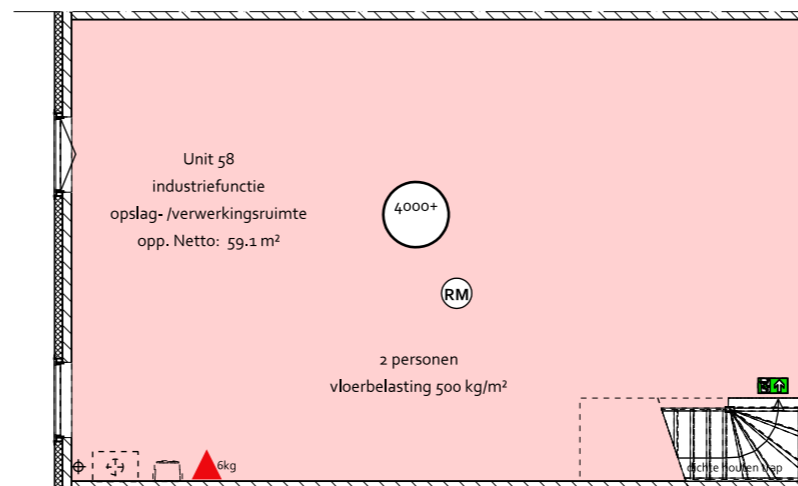 Unit 58
industriefunctie
opslag- /verwerkingsruimte
opp. Netto: 59.1 m²
4000+
RM
2 personen
vloerbelasting 500 kg/m²
6kg
dichte houten trap